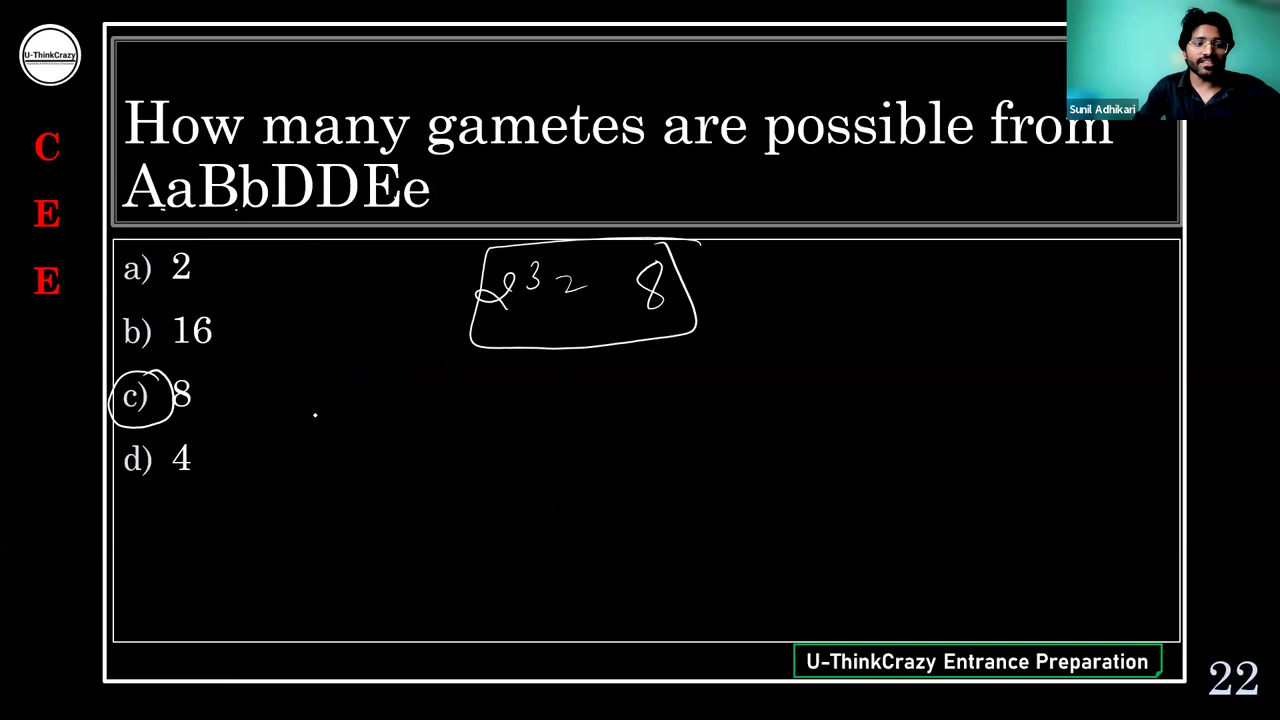 U-ThinkCrazy
C
E
E
How many gametes are possible from
AaBbDDEe
a) 2
b) 16
c) 8
d) 4
2³ = 8
Sunil Adhikari
U-ThinkCrazy Entrance Preparation
22